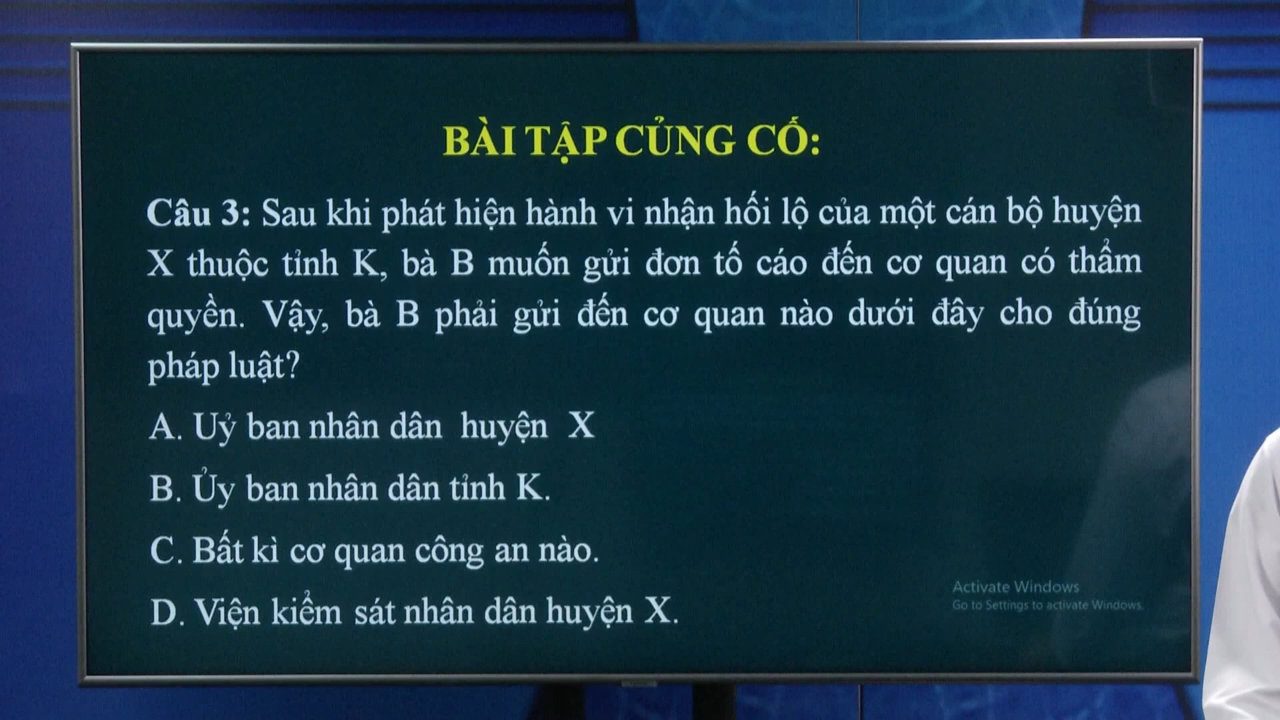 BÀI TẬP CỦNG CỐ:
Câu 3: Sau khi phát hiện hành vi nhận hối lộ của một cán bộ huyện
X thuộc tỉnh K, bà B muốn gửi đơn tố cáo đến cơ quan có thẩm
quyền. Vậy, bà B phải gửi đến cơ quan nào dưới đây cho đúng
pháp luật?
A. Uỷ ban nhân dân huyện X
B. Ủy ban nhân dân tỉnh K.
C. Bất kì cơ quan công an nào.
D. Viện kiểm sát nhân dân huyện X.
Activate Windows
Go to Settings to activate Windows.